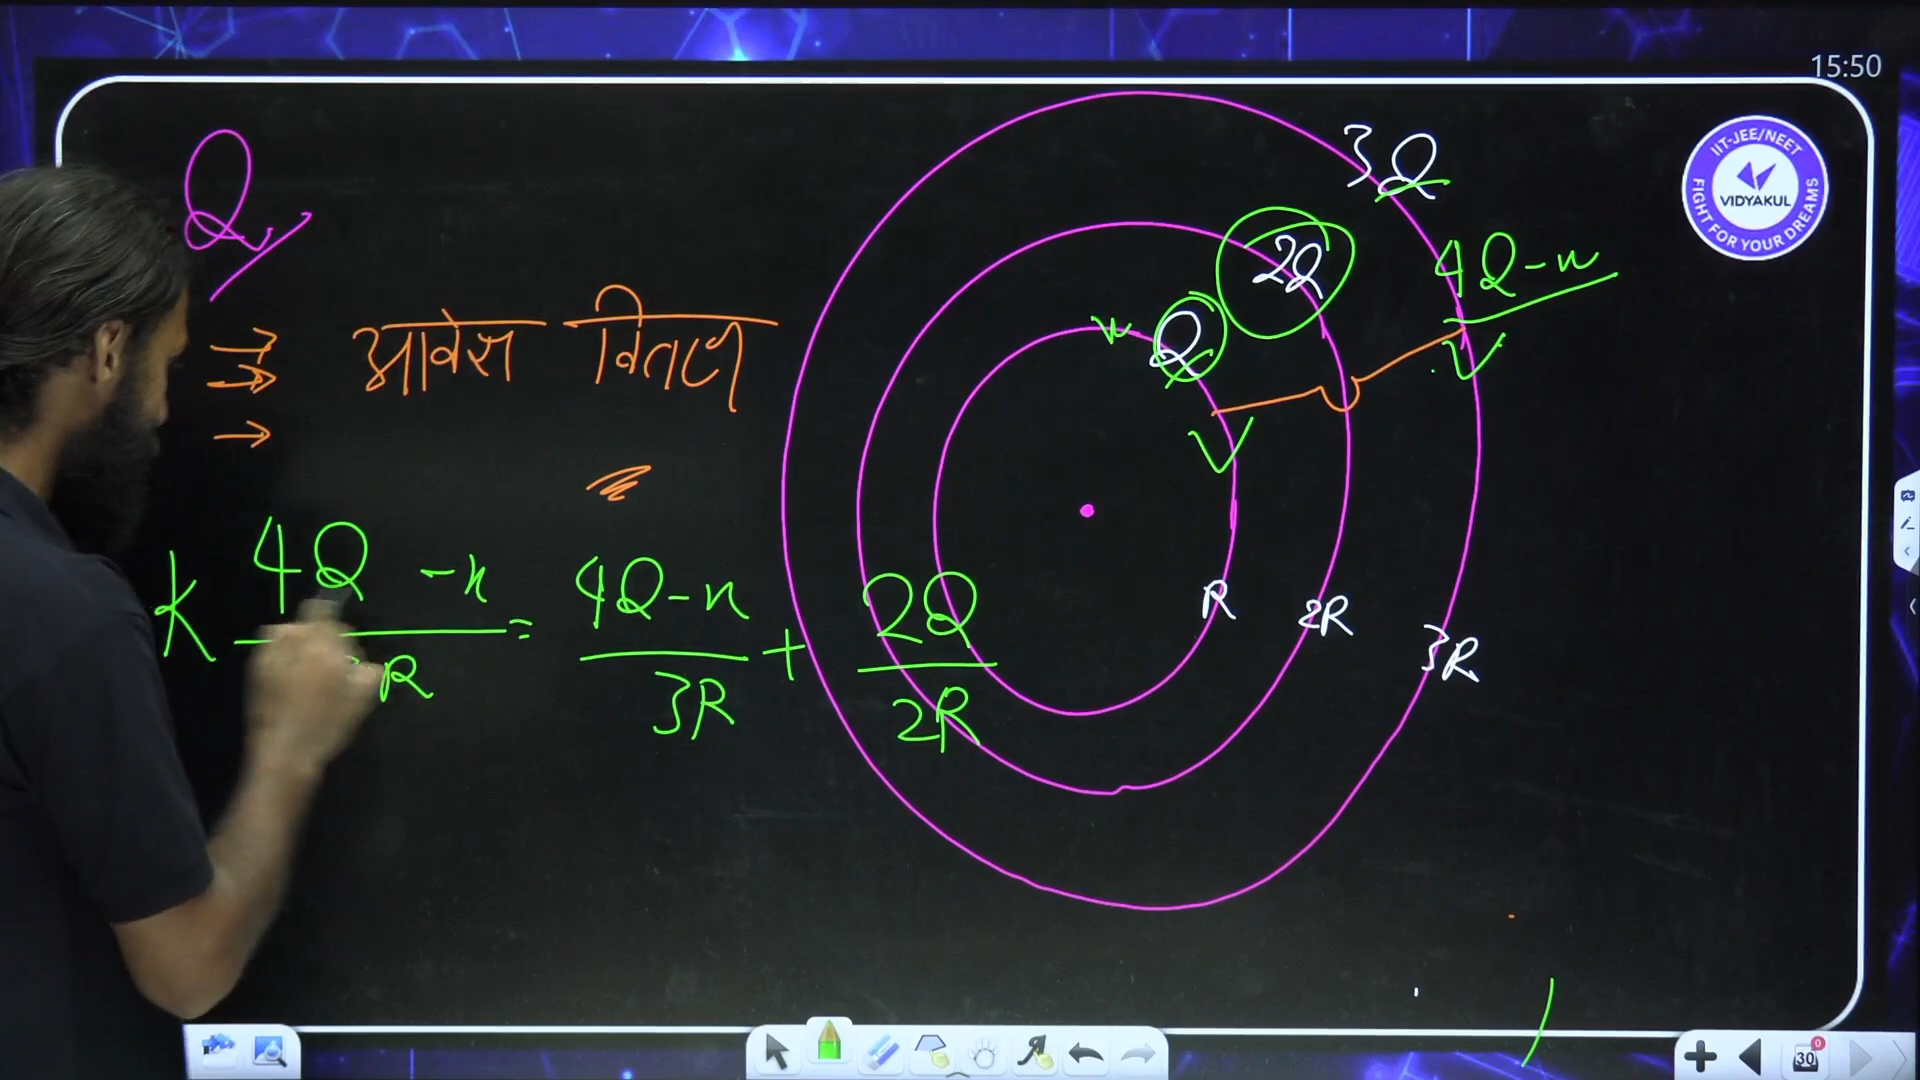 15:50
IIT-JEE/NEET
VIDYAKUL
FIGHT FOR YOUR DREAMS
Q
3Q
2Q
Q
x
4Q-x
→
→ आवेश वितरण
→
V
V
R
2R
3R
K 4Q - x / R = 4Q-x / 3R + 2Q / 2R
30
0